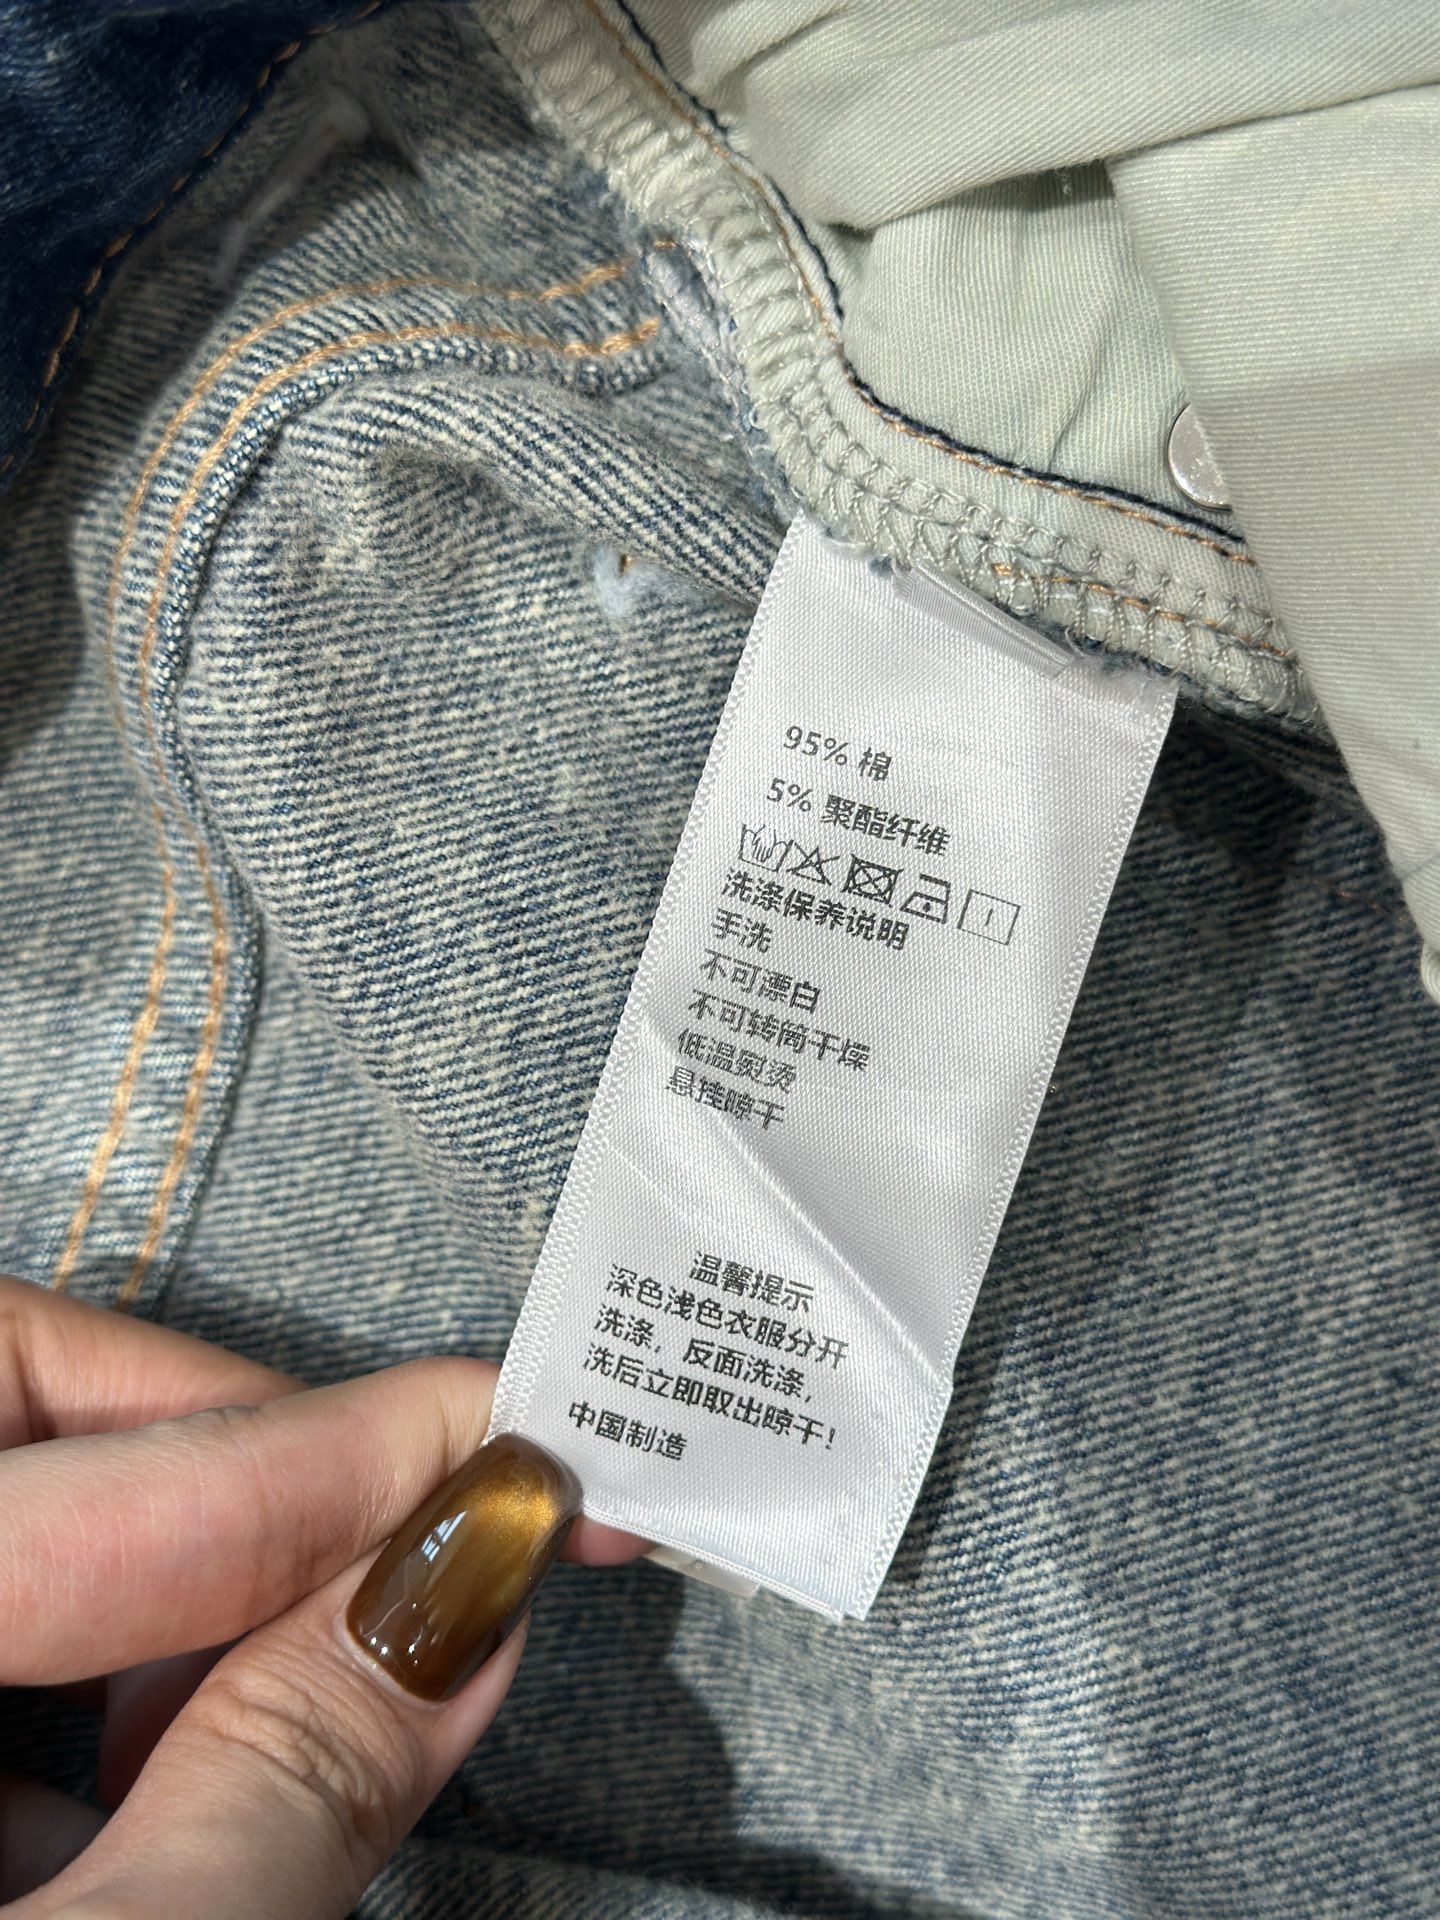 95% 棉
5% 聚酯纤维
洗涤保养说明
手洗
不可漂白
不可转筒干燥
低温熨烫
悬挂晾干
温馨提示
深色浅色衣服分开
洗涤，反面洗涤，
洗后立即取出晾干！
中国制造